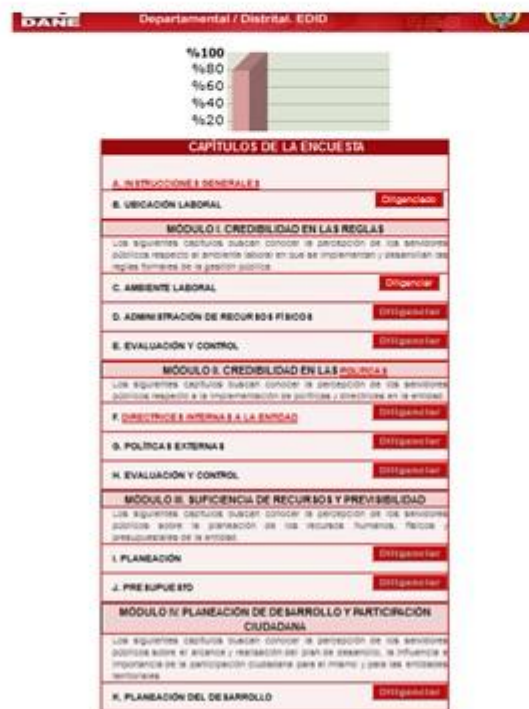 DANE
Departamental / Distrital. EDID
%100
%80
%60
%40
%20
CAPÍTULOS DE LA ENCUESTA
A. INSTRUCCIONES GENERALES
B. UBICACIÓN LABORAL
Diligenciado
MÓDULO I. CREDIBILIDAD EN LAS REGLAS
Los siguientes capítulos buscan conocer la percepción de los servidores
públicos respecto al ambiente laboral en que se implementan y desarrollan las
reglas formales de la gestión pública.
C. AMBIENTE LABORAL
Diligenciar
D. ADMINISTRACIÓN DE RECURSOS FÍSICOS
Diligenciar
E. EVALUACIÓN Y CONTROL
Diligenciar
MÓDULO II. CREDIBILIDAD EN LAS POLÍTICAS
Los siguientes capítulos buscan conocer la percepción de los servidores
públicos respecto a la implementación de políticas y directrices en la entidad.
F. DIRECTRICES INTERNAS A LA ENTIDAD
Diligenciar
G. POLÍTICAS EXTERNAS
Diligenciar
H. EVALUACIÓN Y CONTROL
Diligenciar
MÓDULO III. SUFICIENCIA DE RECURSOS Y PREVISIBILIDAD
Los siguientes capítulos buscan conocer la percepción de los servidores
públicos sobre la planeación de los recursos humanos, físicos y
presupuestales de la entidad.
I. PLANEACIÓN
Diligenciar
J. PRESUPUESTO
Diligenciar
MÓDULO IV. PLANEACIÓN DE DESARROLLO Y PARTICIPACIÓN
CIUDADANA
Los siguientes capítulos buscan conocer la percepción de los servidores
públicos sobre el alcance y realización del plan de desarrollo, la influencia e
importancia de la participación ciudadana para el mismo y para las entidades
territoriales.
K. PLANEACIÓN DEL DESARROLLO
Diligenciar